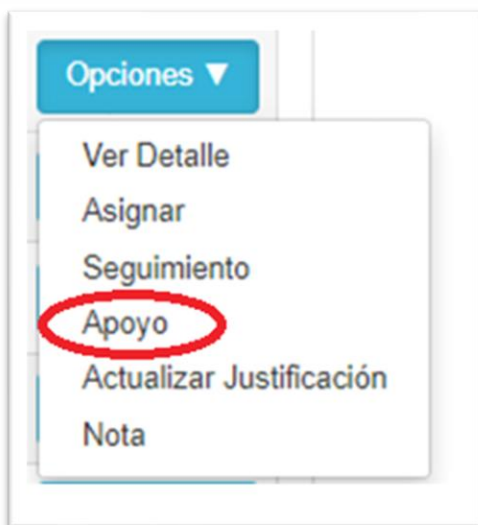 Opciones ▼
Ver Detalle
Asignar
Seguimiento
Apoyo
Actualizar Justificación
Nota